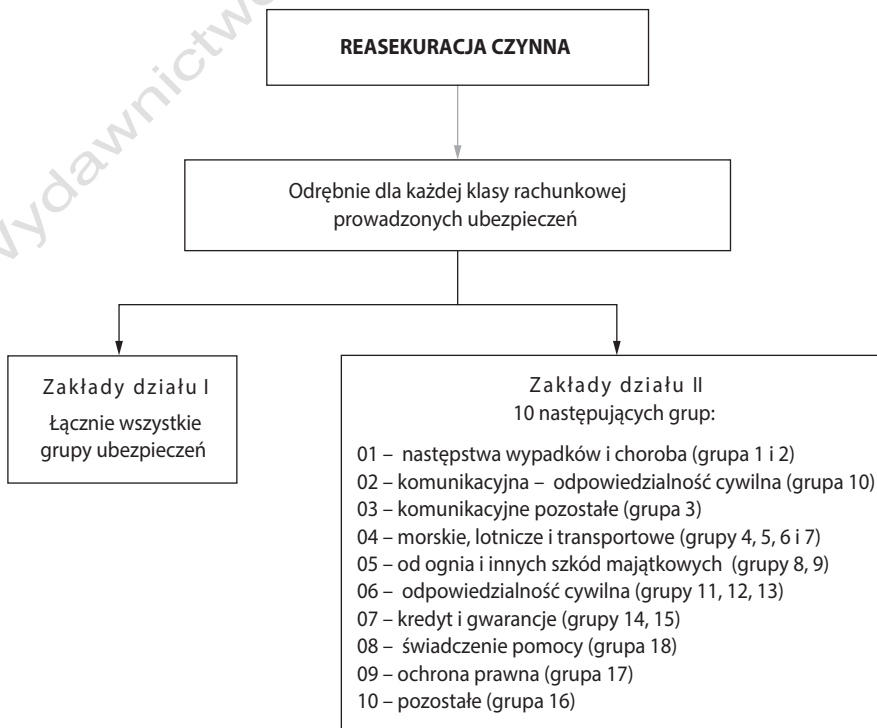 Wydawnictwo
REASEKURACJA CZYNNA
Odrębnie dla każdej klasy rachunkowej
prowadzonych ubezpieczeń
Zakłady działu I
Łącznie wszystkie
grupy ubezpieczeń
Zakłady działu II
10 następujących grup:
01 – następstwa wypadków i choroba (grupa 1 i 2)
02 – komunikacyjna – odpowiedzialność cywilna (grupa 10)
03 – komunikacyjne pozostałe (grupa 3)
04 – morskie, lotnicze i transportowe (grupy 4, 5, 6 i 7)
05 – od ognia i innych szkód majątkowych (grupy 8, 9)
06 – odpowiedzialność cywilna (grupy 11, 12, 13)
07 – kredyt i gwarancje (grupy 14, 15)
08 – świadczenie pomocy (grupa 18)
09 – ochrona prawna (grupa 17)
10 – pozostałe (grupa 16)